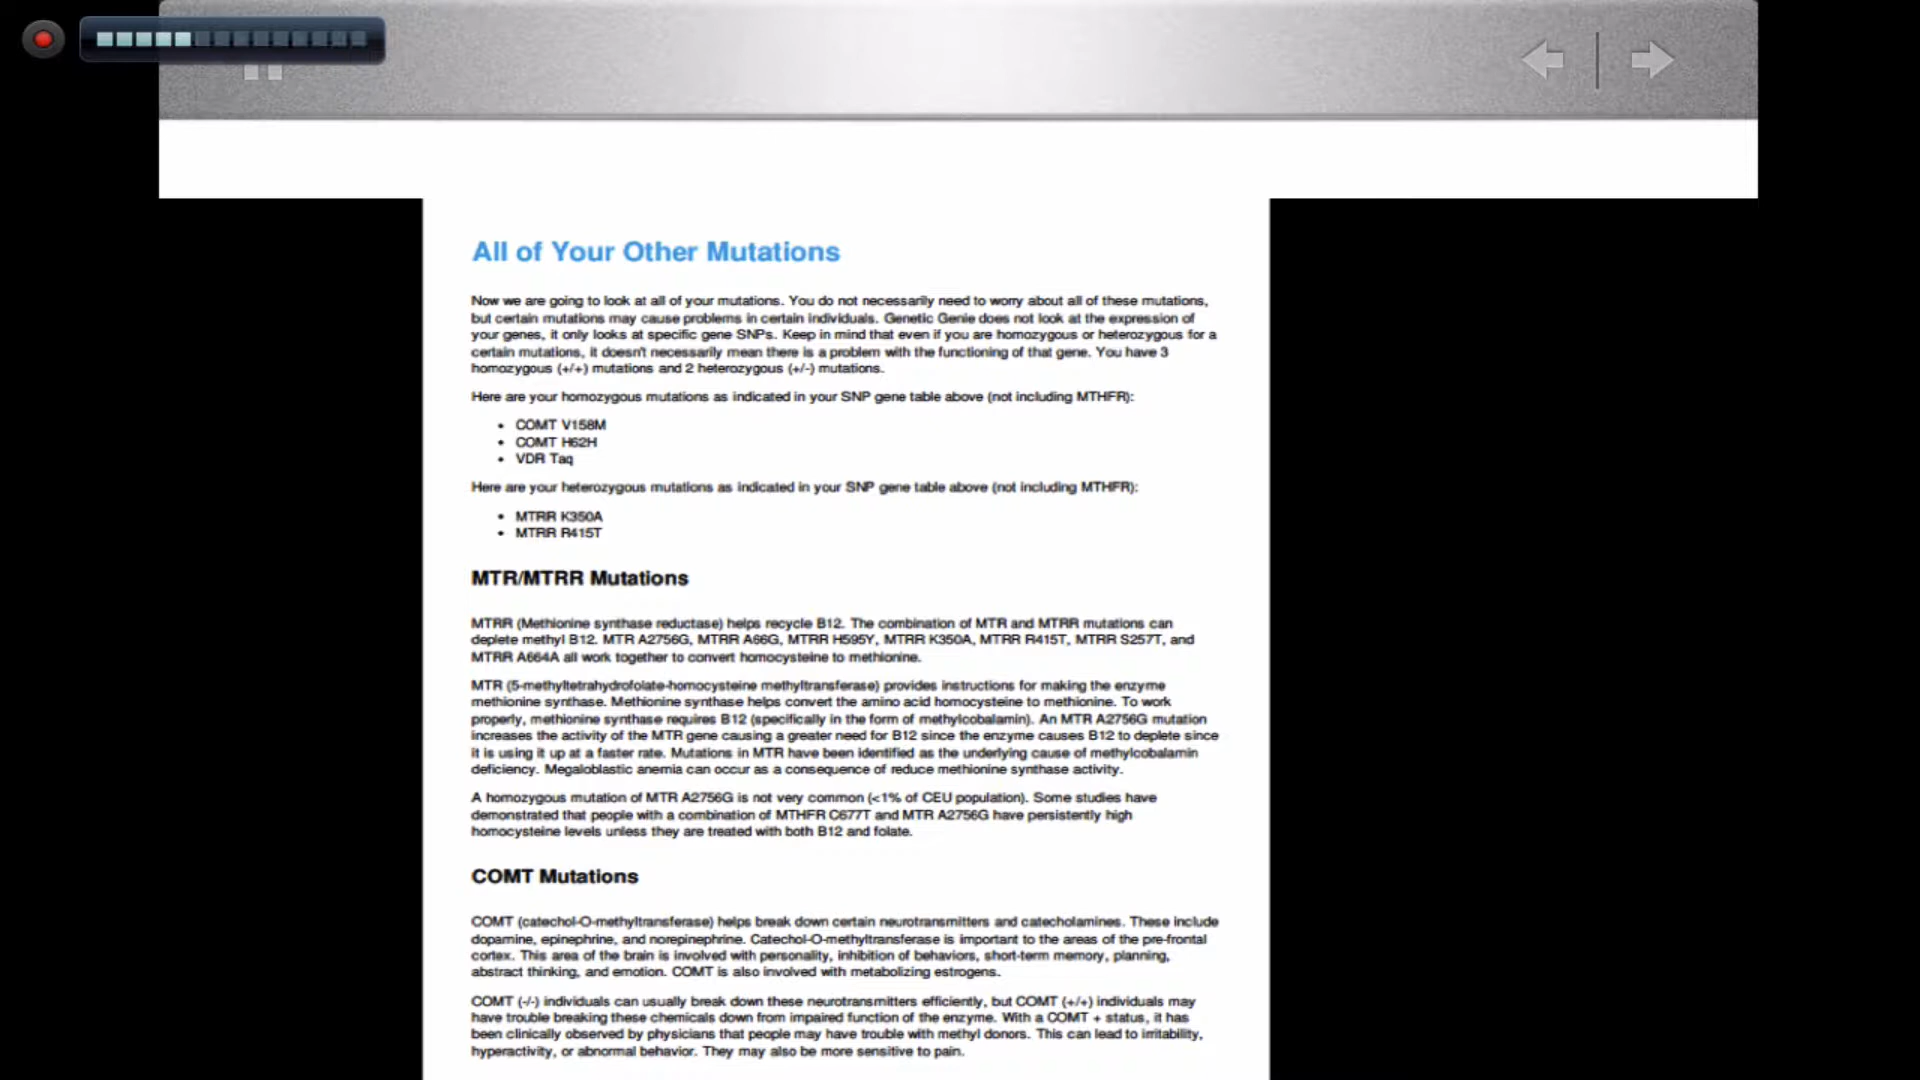 All of Your Other Mutations
Now we are going to look at all of your mutations. You do not necessarily need to worry about all of these mutations,
but certain mutations may cause problems in certain individuals. Genetic Genie does not look at the expression of
your genes, it only looks at specific gene SNPs. Keep in mind that even if you are homozygous or heterozygous for a
certain mutations, it doesn't necessarily mean there is a problem with the functioning of that gene. You have 3
homozygous (+/+) mutations and 2 heterozygous (+/-) mutations.
Here are your homozygous mutations as indicated in your SNP gene table above (not including MTHFR):
• COMT V158M
• COMT H62H
• VDR Taq
Here are your heterozygous mutations as indicated in your SNP gene table above (not including MTHFR):
• MTRR K350A
• MTRR R415T
MTR/MTRR Mutations
MTRR (Methionine synthase reductase) helps recycle B12. The combination of MTR and MTRR mutations can
deplete methyl B12. MTR A2756G, MTRR A66G, MTRR H595Y, MTRR K350A, MTRR R415T, MTRR S257T, and
MTRR A664A all work together to convert homocysteine to methionine.
MTR (5-methyltetrahydrofolate-homocysteine methyltransferase) provides instructions for making the enzyme
methionine synthase. Methionine synthase helps convert the amino acid homocysteine to methionine. To work
properly, methionine synthase requires B12 (specifically in the form of methylcobalamin). An MTR A2756G mutation
increases the activity of the MTR gene causing a greater need for B12 since the enzyme causes B12 to deplete since
it is using it up at a faster rate. Mutations in MTR have been identified as the underlying cause of methylcobalamin
deficiency. Megaloblastic anemia can occur as a consequence of reduce methionine synthase activity.
A homozygous mutation of MTR A2756G is not very common (<1% of CEU population). Some studies have
demonstrated that people with a combination of MTHFR C677T and MTR A2756G have persistently high
homocysteine levels unless they are treated with both B12 and folate.
COMT Mutations
COMT (catechol-O-methyltransferase) helps break down certain neurotransmitters and catecholamines. These include
dopamine, epinephrine, and norepinephrine. Catechol-O-methyltransferase is important to the areas of the pre-frontal
cortex. This area of the brain is involved with personality, inhibition of behaviors, short-term memory, planning,
abstract thinking, and emotion. COMT is also involved with metabolizing estrogens.
COMT (-/-) individuals can usually break down these neurotransmitters efficiently, but COMT (+/+) individuals may
have trouble breaking these chemicals down from impaired function of the enzyme. With a COMT + status, it has
been clinically observed by physicians that people may have trouble with methyl donors. This can lead to irritability,
hyperactivity, or abnormal behavior. They may also be more sensitive to pain.